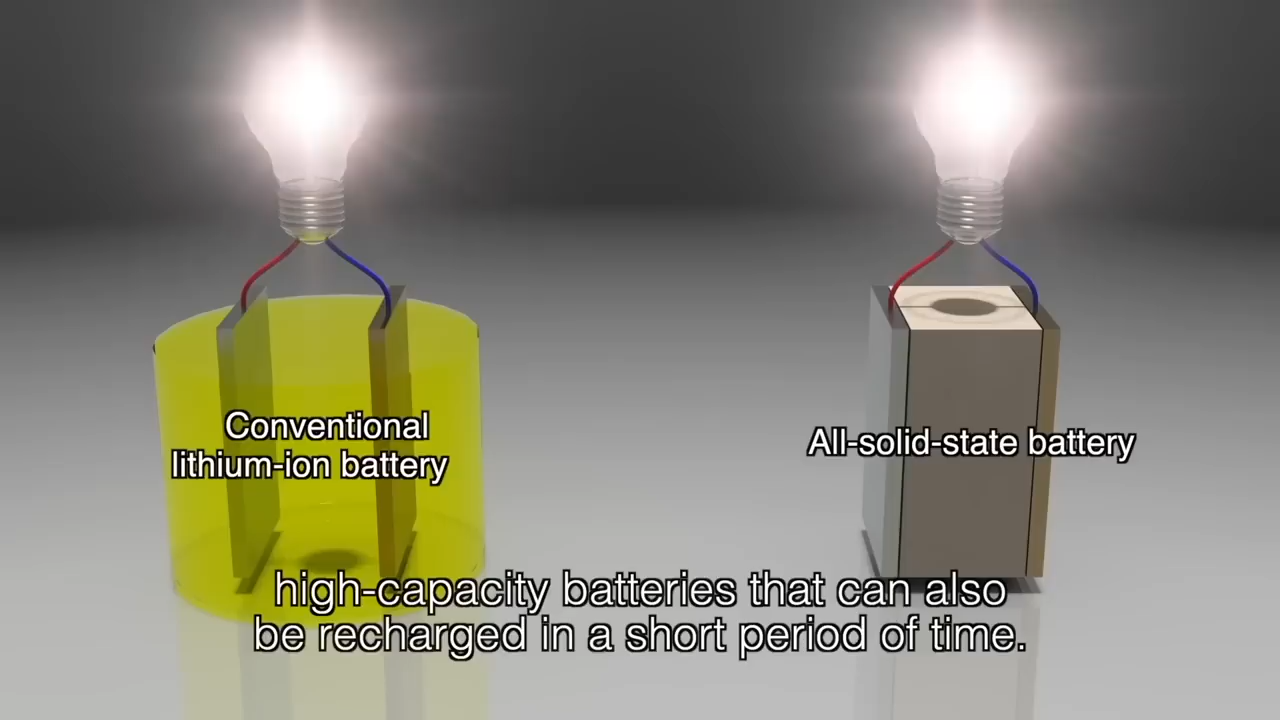 Conventional
lithium-ion battery
All-solid-state battery
high-capacity batteries that can also
be recharged in a short period of time.